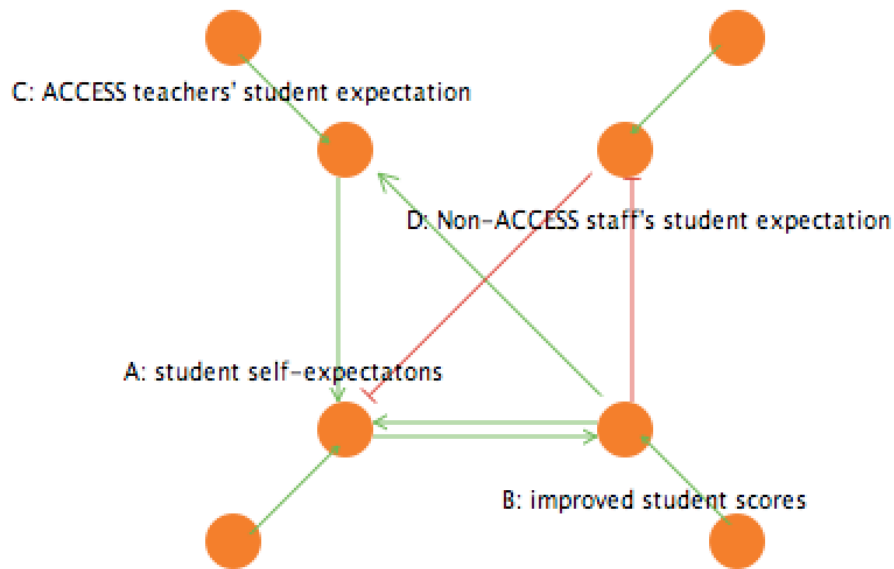 C: ACCESS teachers' student expectation
D: Non-ACCESS staff's student expectation
A: student self-expectatons
B: improved student scores